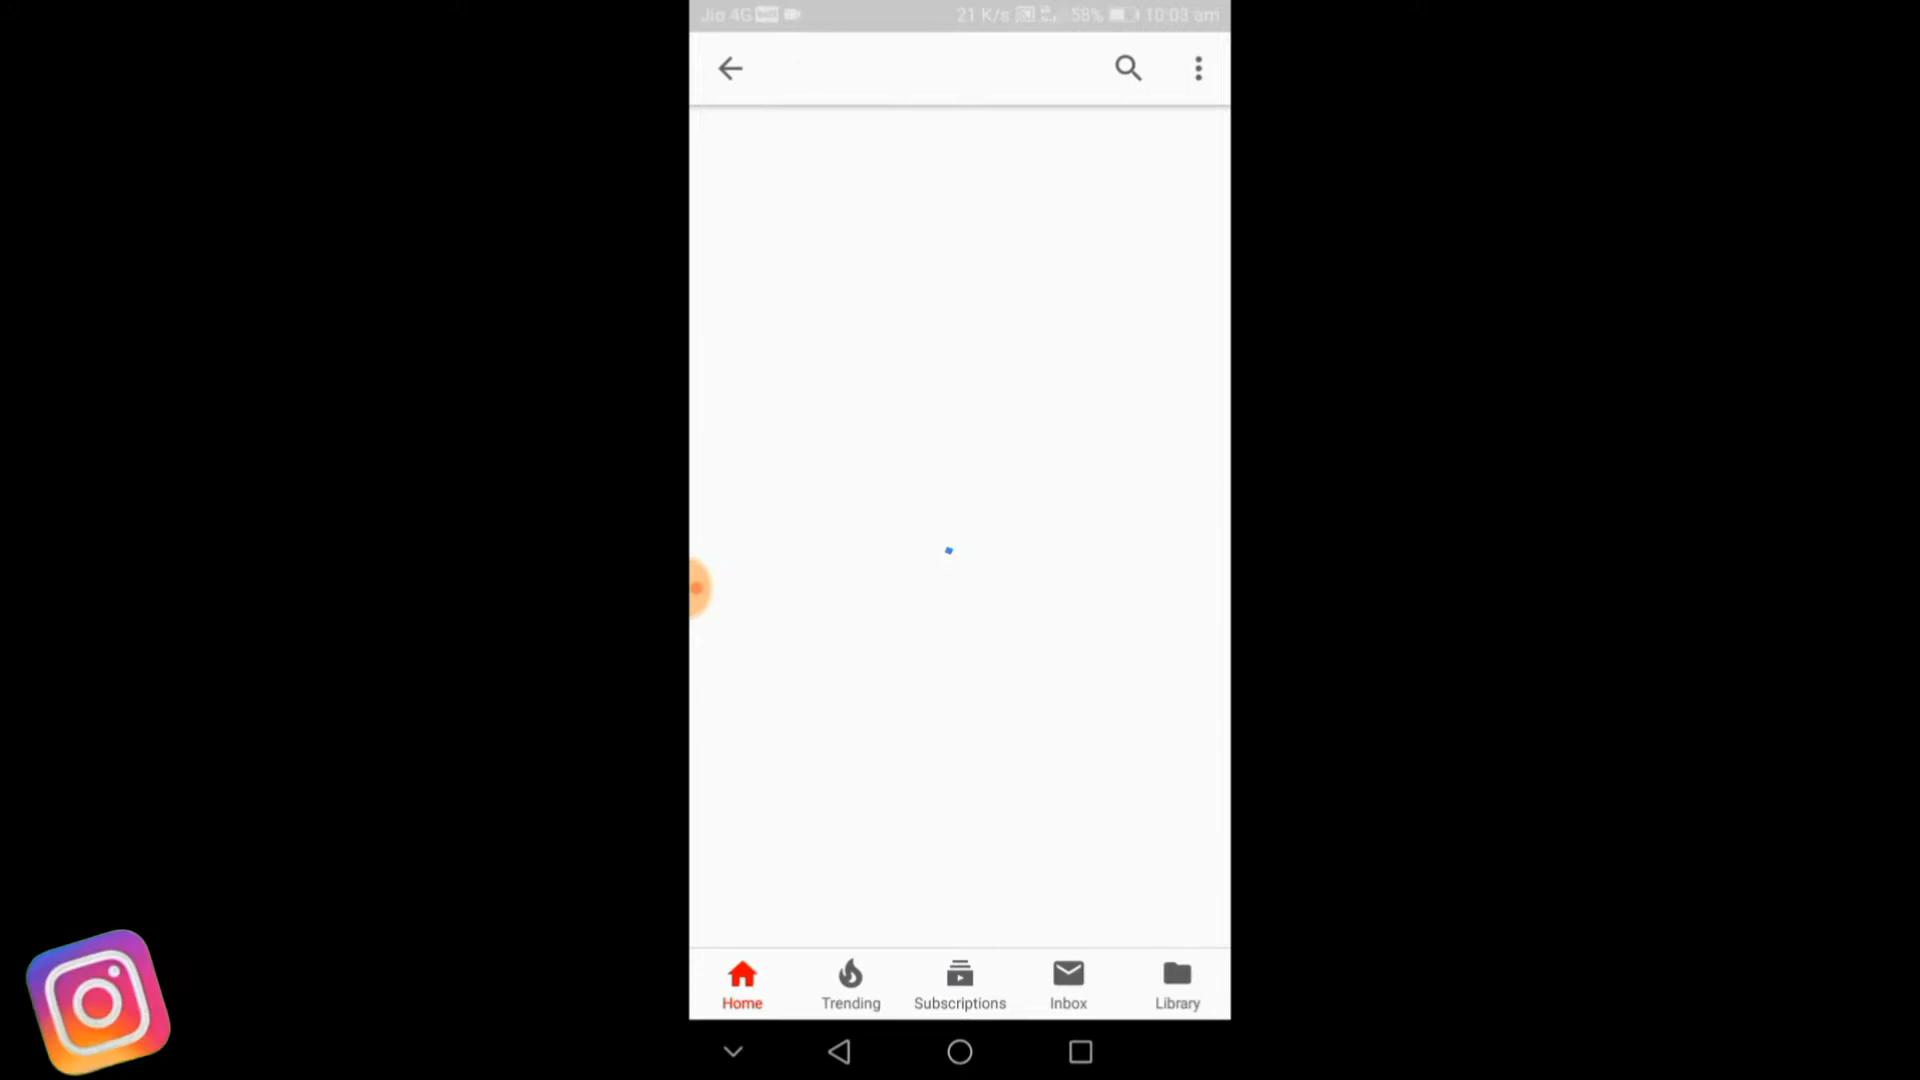 Jio 4G 21 K/s 58% 10:03 am
Home Trending Subscriptions Inbox Library